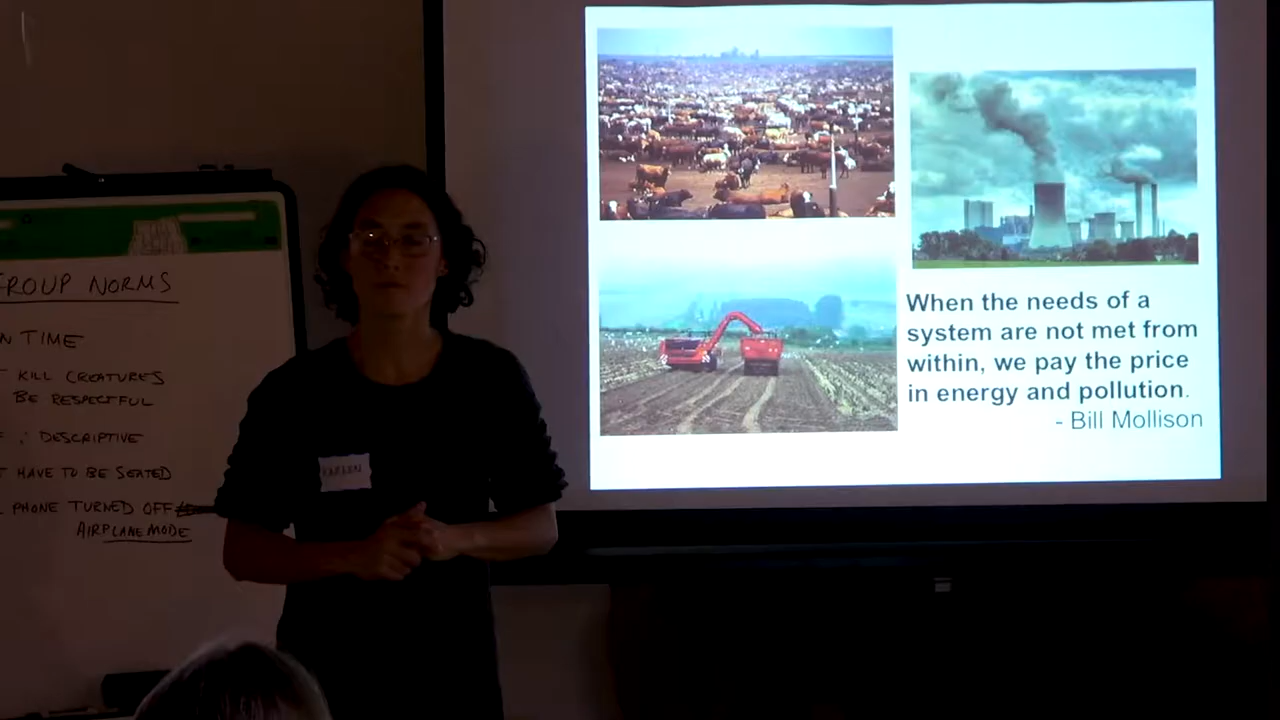 ROUP NORMS
N TIME
T KILL CREATURES
BE RESPECTFUL
DESCRIPTIVE
T HAVE TO BE SEATED
PHONE TURNED OFF
AIRPLANE MODE
When the needs of a
system are not met from
within, we pay the price
in energy and pollution.
- Bill Mollison